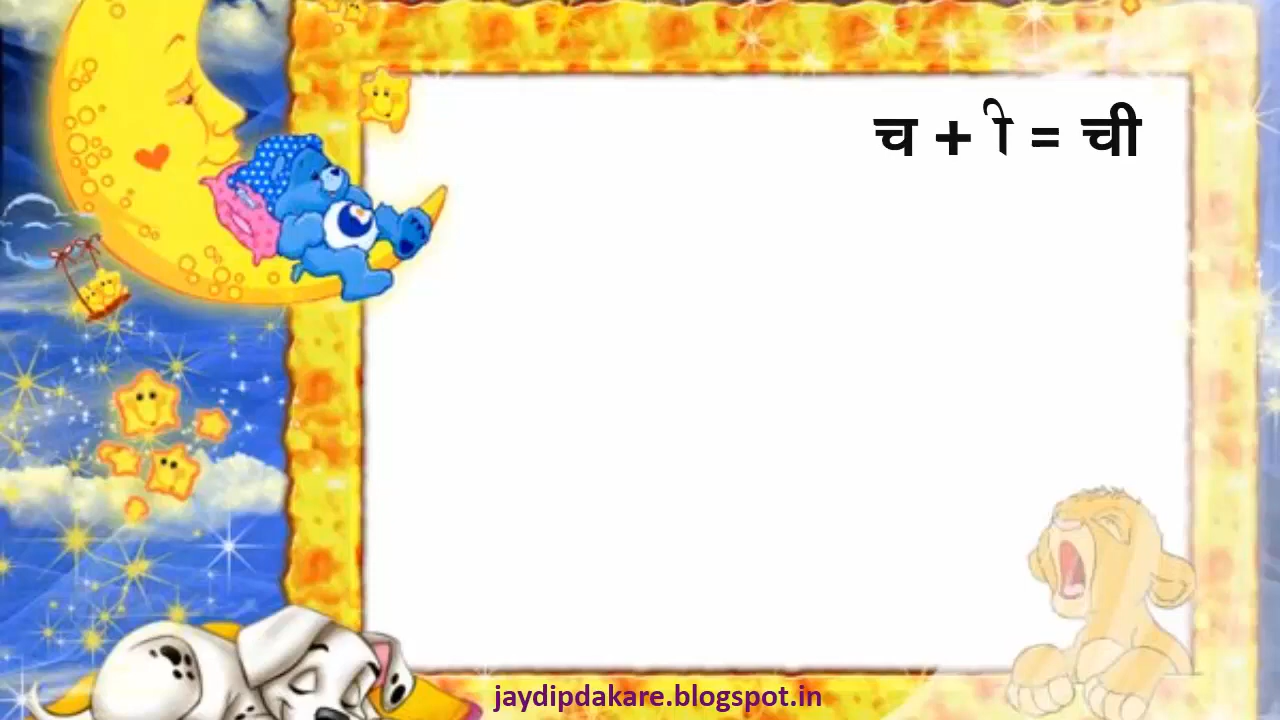 च + ी = ची
jaydipdakare.blogspot.in